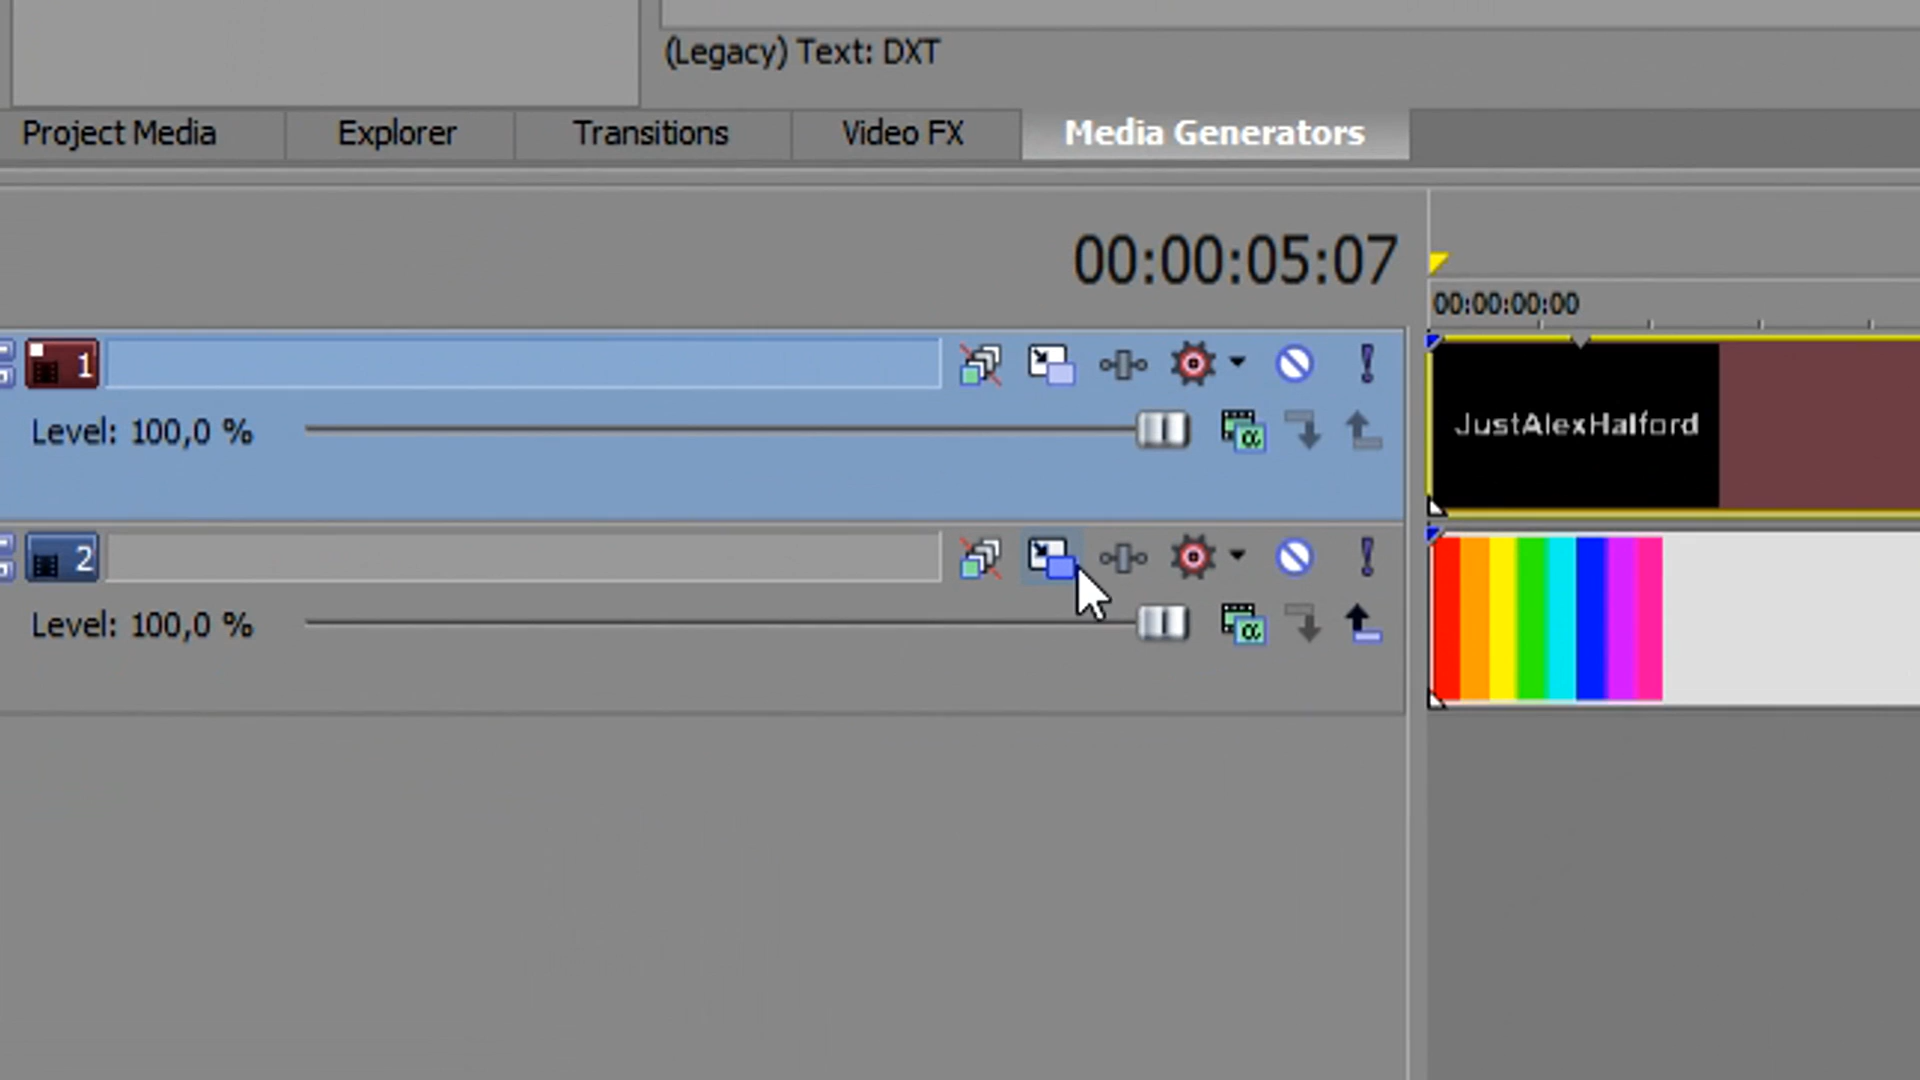 (Legacy) Text: DXT
Project Media Explorer Transitions Video FX Media Generators
00:00:05:07
00:00:00:00
1
Level: 100,0 %
JustAlexHalford
2
Level: 100,0 %